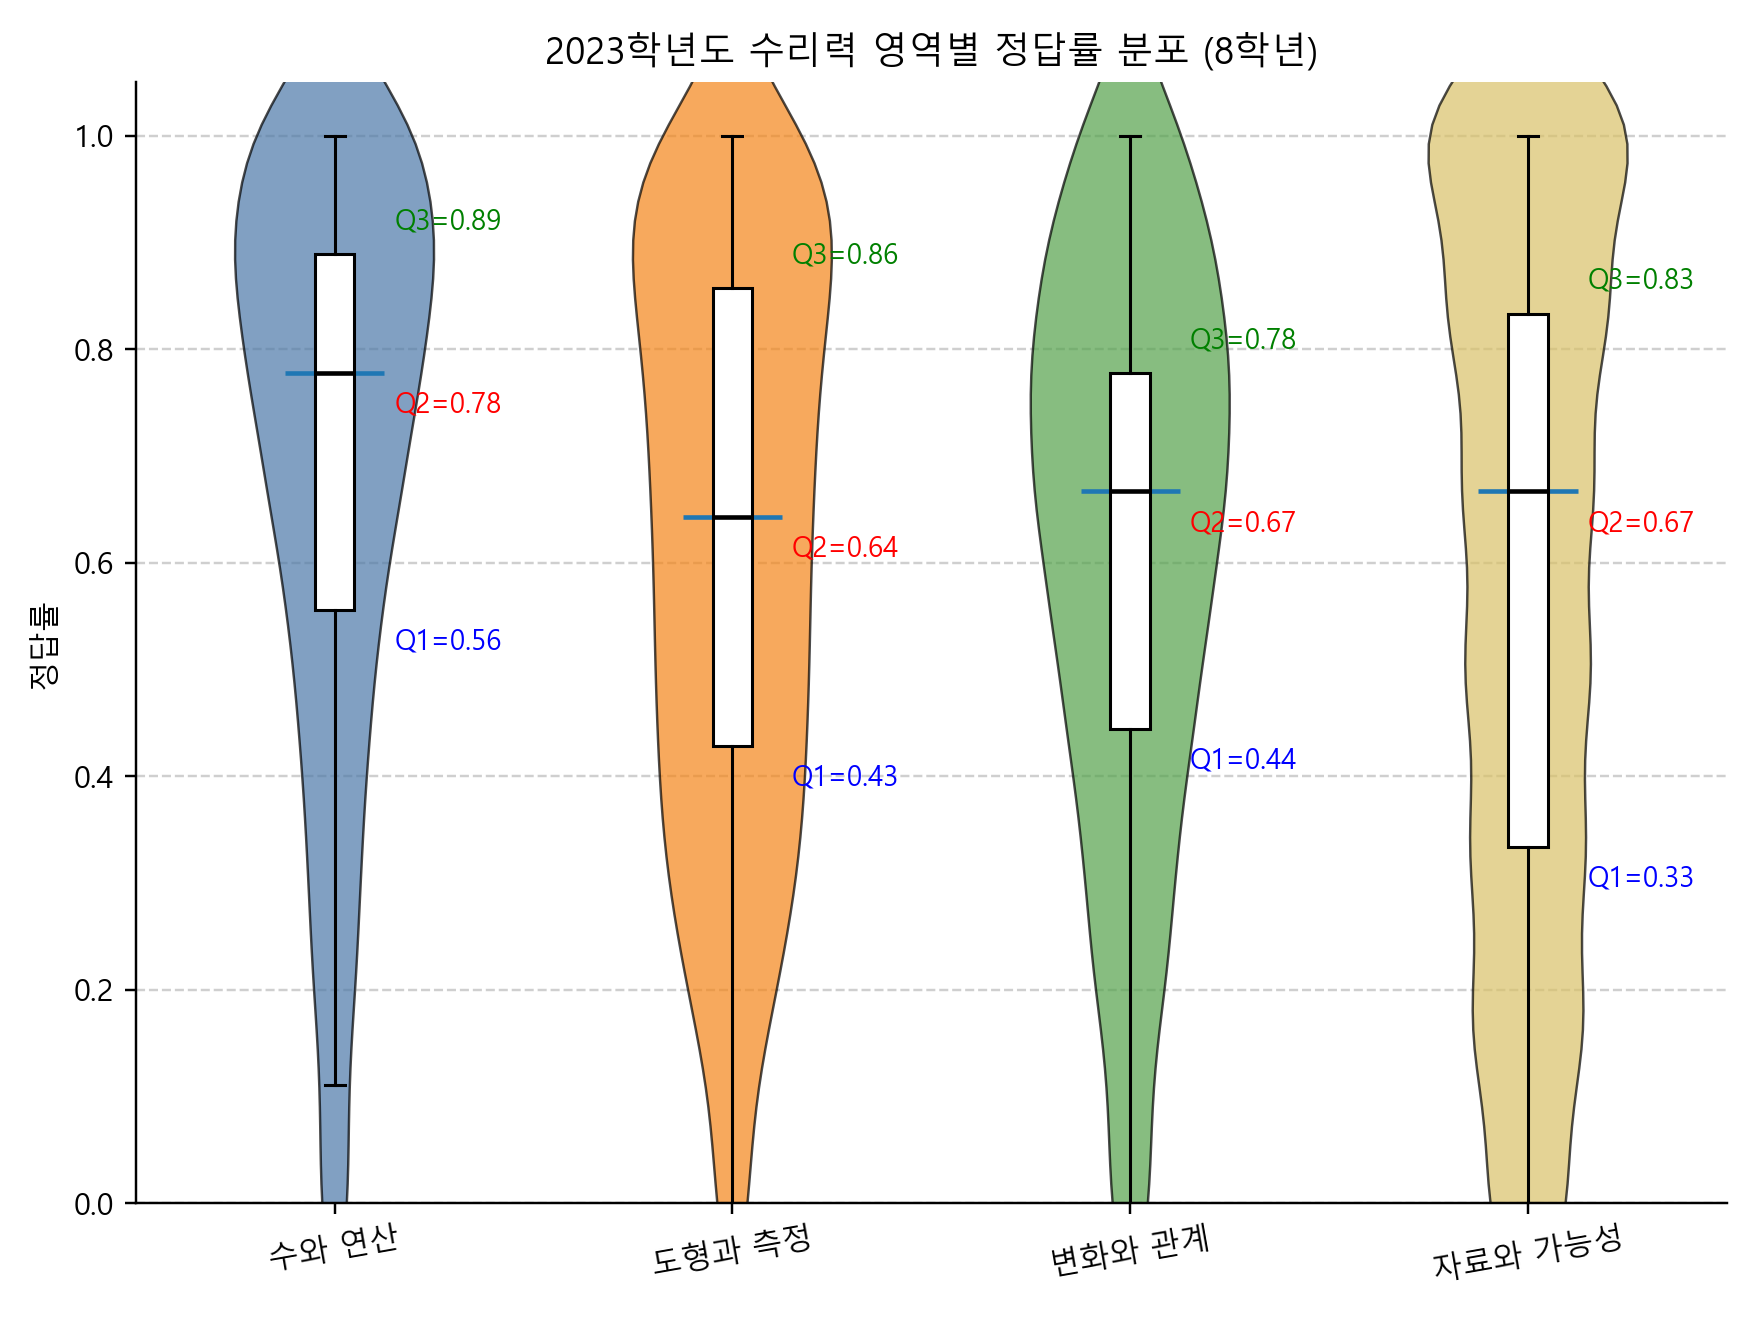 2023학년도 수리력 영역별 정답률 분포 (8학년)
정답률
1.0
0.8
0.6
0.4
0.2
0.0
Q3=0.89
Q2=0.78
Q1=0.56
Q3=0.86
Q2=0.64
Q1=0.43
Q3=0.78
Q2=0.67
Q1=0.44
Q3=0.83
Q2=0.67
Q1=0.33
수와 연산
도형과 측정
변화와 관계
자료와 가능성